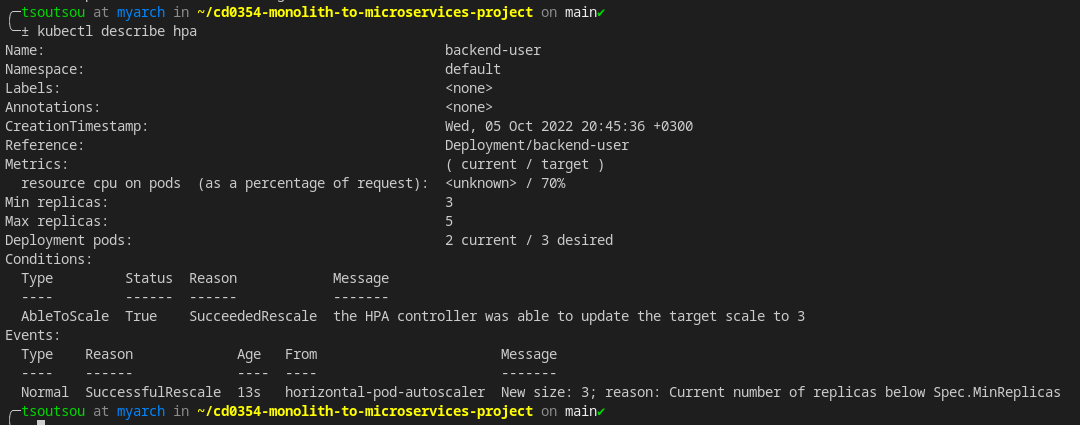 ╭─tsoutsou at myarch in ~/cd0354-monolith-to-microservices-project on main✔
╰─± kubectl describe hpa
Name:                                                  backend-user
Namespace:                                             default
Labels:                                                <none>
Annotations:                                           <none>
CreationTimestamp:                                     Wed, 05 Oct 2022 20:45:36 +0300
Reference:                                             Deployment/backend-user
Metrics:                                               ( current / target )
  resource cpu on pods  (as a percentage of request):  <unknown> / 70%
Min replicas:                                          3
Max replicas:                                          5
Deployment pods:                                       2 current / 3 desired
Conditions:
  Type         Status  Reason            Message
  ----         ------  ------            -------
  AbleToScale  True    SucceededRescale  the HPA controller was able to update the target scale to 3
Events:
  Type    Reason             Age   From                       Message
  ----    ------             ----  ----                       -------
  Normal  SuccessfulRescale  13s   horizontal-pod-autoscaler  New size: 3; reason: Current number of replicas below Spec.MinReplicas
╭─tsoutsou at myarch in ~/cd0354-monolith-to-microservices-project on main✔